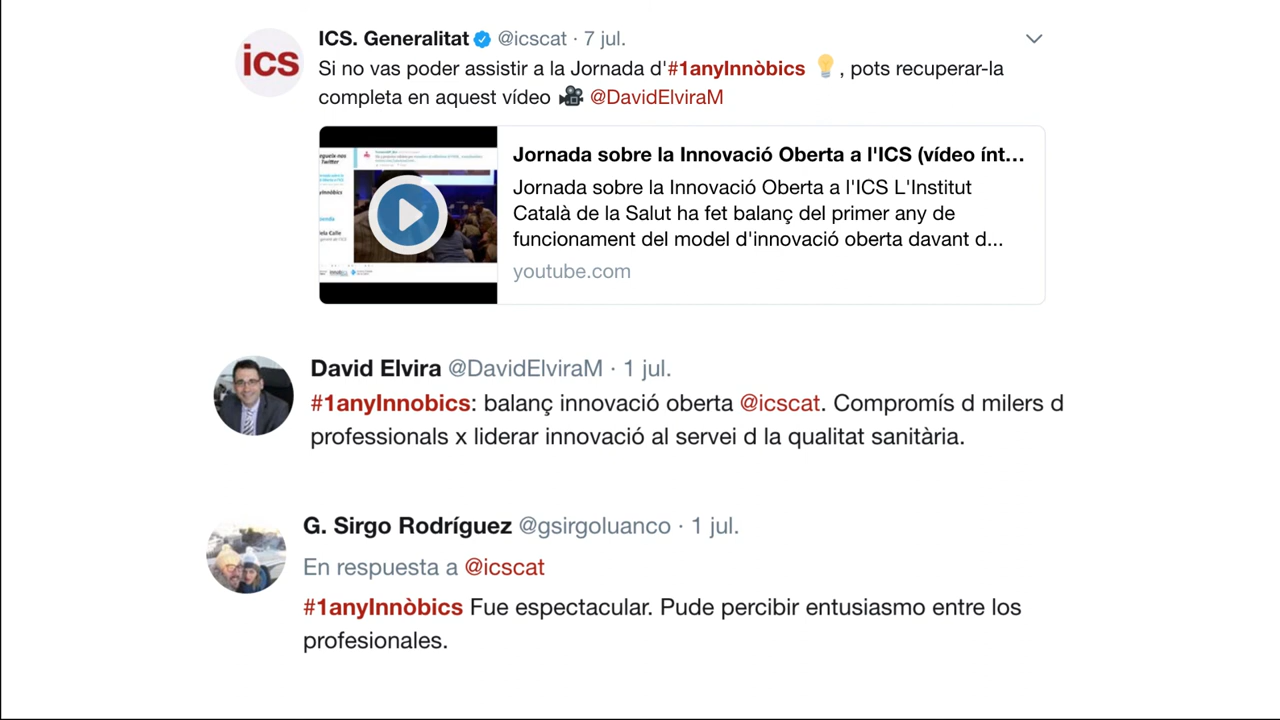 ics
ICS. Generalitat @icscat · 7 jul.
Si no vas poder assistir a la Jornada d'#1anyInnòbics 💡, pots recuperar-la
completa en aquest vídeo 🎥 @DavidElviraM
Jornada sobre la Innovació Oberta a l'ICS (vídeo ínt...
Jornada sobre la Innovació Oberta a l'ICS L'Institut
Català de la Salut ha fet balanç del primer any de
funcionament del model d'innovació oberta davant d...
youtube.com
David Elvira @DavidElviraM · 1 jul.
#1anyInnobics: balanç innovació oberta @icscat. Compromís d milers d
professionals x liderar innovació al servei d la qualitat sanitària.
G. Sirgo Rodríguez @gsirgoluanco · 1 jul.
En respuesta a @icscat
#1anyInnòbics Fue espectacular. Pude percibir entusiasmo entre los
profesionales.